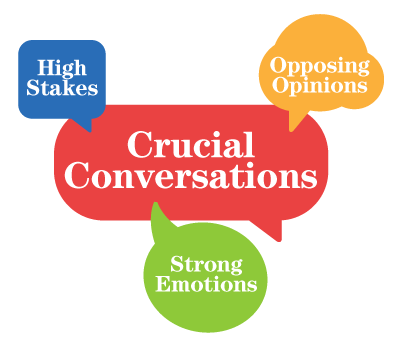 High
Stakes
Opposing
Opinions
Crucial
Conversations
Strong
Emotions